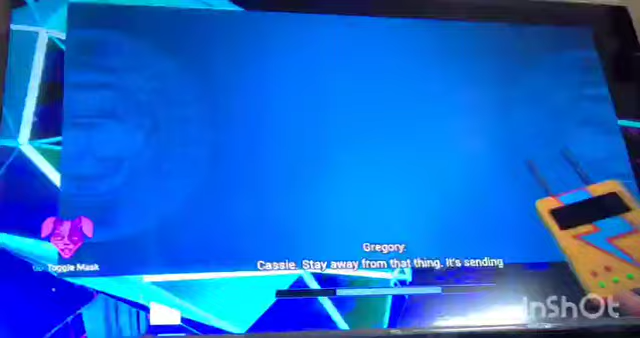 Gregory:
Cassie. Stay away from that thing. It's sending
Toggle Mask
InShOt